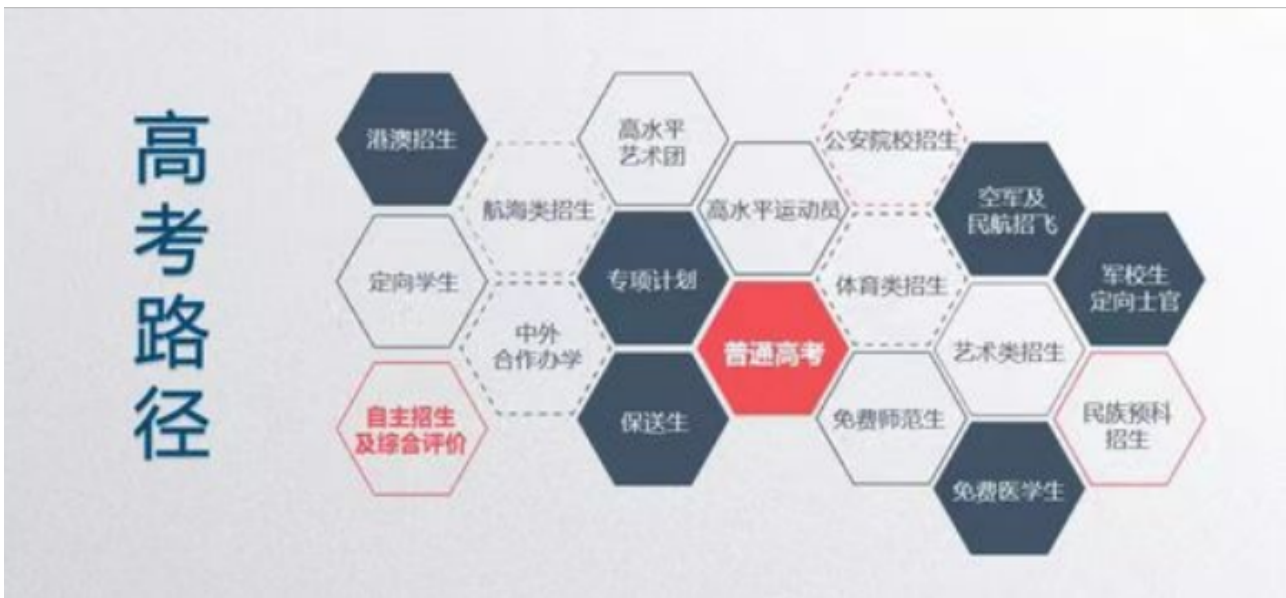 高考路径
港澳招生
高水平
艺术团
公安院校招生
航海类招生
高水平运动员
空军及
民航招飞
定向学生
专项计划
体育类招生
军校生
定向士官
中外
合作办学
普通高考
艺术类招生
自主招生
及综合评价
保送生
免费师范生
民族预科
招生
免费医学生